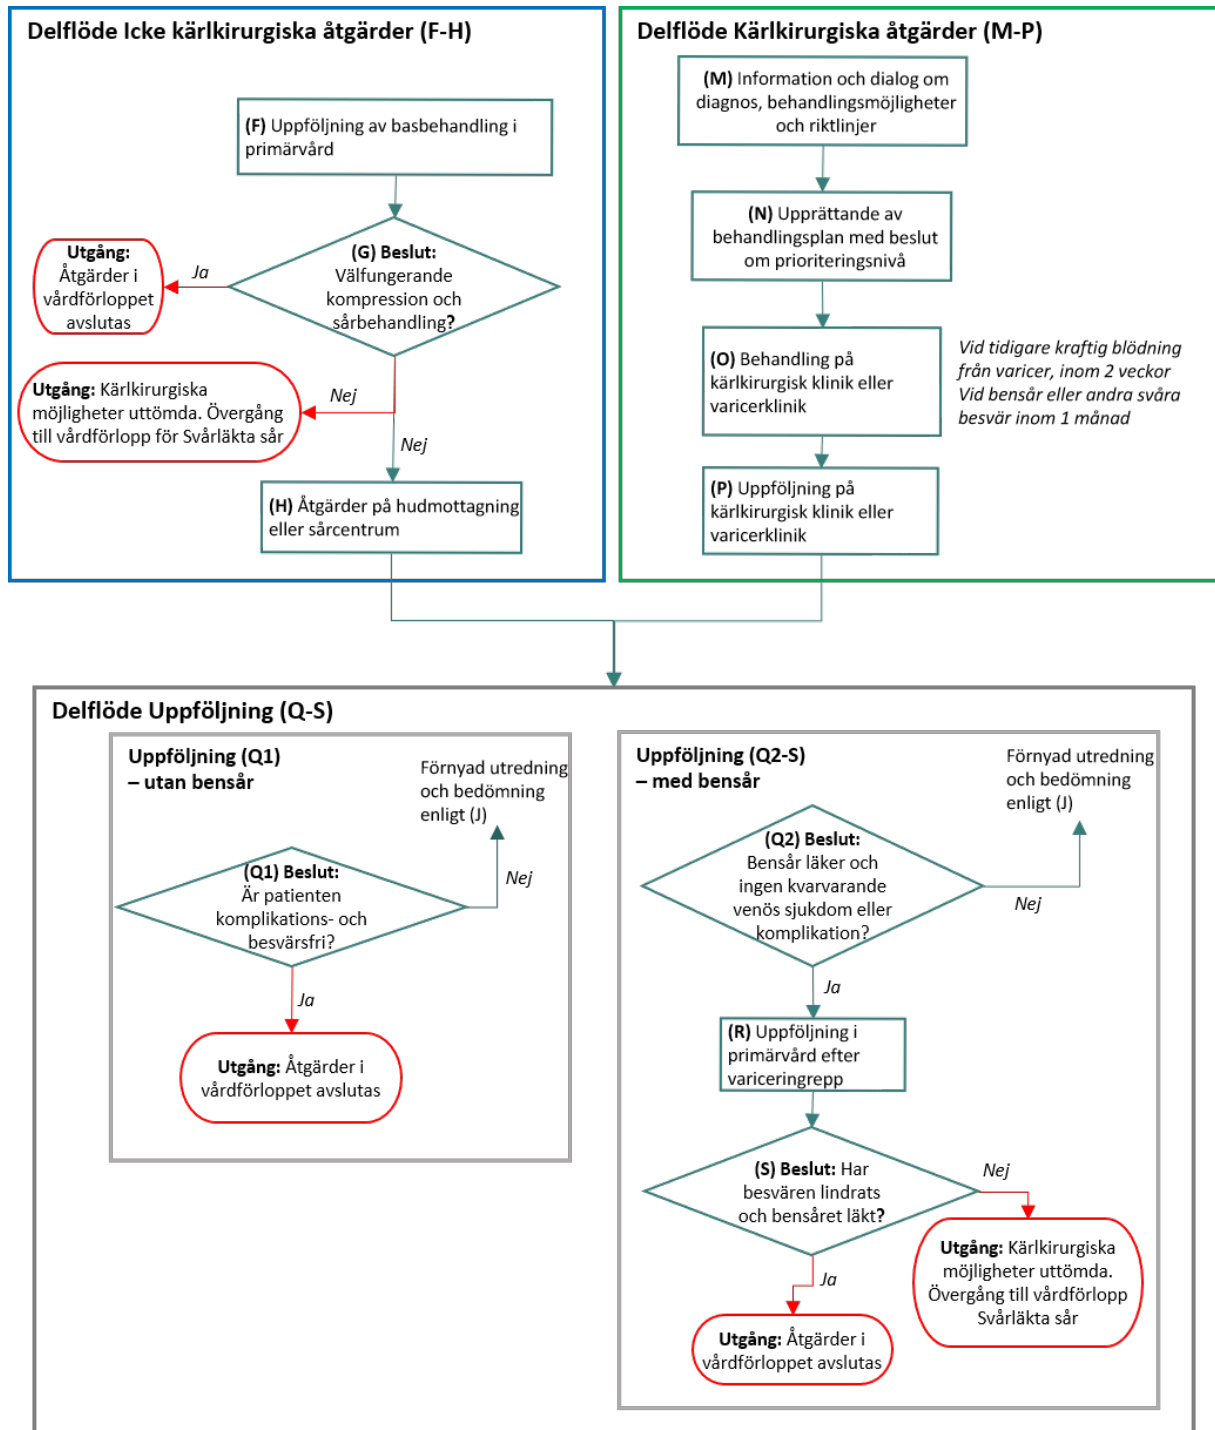 Delflöde Icke kärlkirurgiska åtgärder (F-H)
(F) Uppföljning av basbehandling i
primärvård
(G) Beslut:
Välfungerande
kompression och
sårbehandling?
Ja
Utgång:
Åtgärder i
vårdförloppet
avslutas
Nej
Utgång: Kärlkirurgiska
möjligheter uttömda. Övergång
till vårdförlopp för Svårläkta sår
Nej
(H) Åtgärder på hudmottagning
eller sårcentrum
Delflöde Kärlkirurgiska åtgärder (M-P)
(M) Information och dialog om
diagnos, behandlingsmöjligheter
och riktlinjer
(N) Upprättande av
behandlingsplan med beslut
om prioriteringsnivå
(O) Behandling på
kärlkirurgisk klinik eller
varicerklinik
Vid tidigare kraftig blödning
från varicer, inom 2 veckor
Vid bensår eller andra svåra
besvär inom 1 månad
(P) Uppföljning på
kärlkirurgisk klinik eller
varicerklinik
Delflöde Uppföljning (Q-S)
Uppföljning (Q1)
– utan bensår
Förnyad utredning
och bedömning
enligt (J)
(Q1) Beslut:
Är patienten
komplikations- och
besvärsfri?
Nej
Ja
Utgång: Åtgärder i
vårdförloppet avslutas
Uppföljning (Q2-S)
– med bensår
Förnyad utredning
och bedömning
enligt (J)
(Q2) Beslut:
Bensår läker och
ingen kvarvarande
venös sjukdom eller
komplikation?
Nej
Ja
(R) Uppföljning i
primärvård efter
variceringrepp
(S) Beslut: Har
besvären lindrats
och bensåret läkt?
Nej
Utgång: Kärlkirurgiska
möjligheter uttömda.
Övergång till vårdförlopp
Svårläkta sår
Ja
Utgång: Åtgärder i
vårdförloppet avslutas